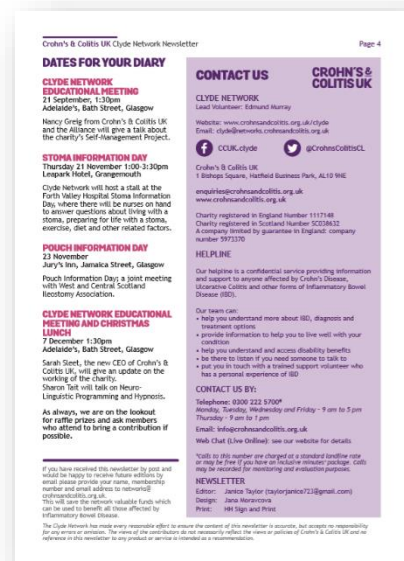 Crohn's & Colitis UK Clyde Network Newsletter
Page 4
DATES FOR YOUR DIARY
CLYDE NETWORK
EDUCATIONAL MEETING
21 September, 1:30pm
Adelaide's, Bath Street, Glasgow
Nancy Greig from Crohn's & Colitis UK
and the Alliance will give a talk about
the charity's Self-Management Project.
STOMA INFORMATION DAY
Thursday 21 November 1:00-3:30pm
Leapark Hotel, Grangemouth
Clyde Network will host a stall at the
Forth Valley Hospital Stoma Information
Day, where there will be nurses on hand
to answer questions about living with a
stoma, preparing for life with a stoma,
exercise, diet and other related factors.
POUCH INFORMATION DAY
23 November
Jury's Inn, Jamaica Street, Glasgow
Pouch Information Day; a joint meeting
with West and Central Scotland
Ileostomy Association.
CLYDE NETWORK EDUCATIONAL
MEETING AND CHRISTMAS
LUNCH
7 December 1:30pm
Adelaide's, Bath Street, Glasgow
Sarah Sleet, the new CEO of Crohn's &
Colitis UK, will give an update on the
working of the charity.
Sharon Tait will talk on Neuro-
Linguistic Programming and Hypnosis.
As always, we are on the lookout
for raffle prizes and ask members
who attend to bring a contribution if
possible.
If you have received this newsletter by post and
would be happy to receive future editions by
email please provide your name, membership
number and email address to networks@
crohnsandcolitis.org.uk.
This will save the network valuable funds which
can be used to benefit all those affected by
Inflammatory Bowel Disease.
CONTACT US
CROHN'S &
COLITIS UK
CLYDE NETWORK
Lead Volunteer: Edmund Murray
Website: www.crohnsandcolitis.org.uk/clyde
Email: clyde@networks.crohnsandcolitis.org.uk
CCUK.clyde
@CrohnsColitisCL
Crohn's & Colitis UK
1 Bishops Square, Hatfield Business Park, AL10 9NE
enquiries@crohnsandcolitis.org.uk
www.crohnsandcolitis.org.uk
Charity registered in England Number 1117148
Charity registered in Scotland Number SC038632
A company limited by guarantee in England: company
number 5973370
HELPLINE
Our helpline is a confidential service providing information
and support to anyone affected by Crohn's Disease,
Ulcerative Colitis and other forms of Inflammatory Bowel
Disease (IBD).
Our team can:
• help you understand more about IBD, diagnosis and
treatment options
• provide information to help you to live well with your
condition
• help you understand and access disability benefits
• be there to listen if you need someone to talk to
• put you in touch with a trained support volunteer who
has a personal experience of IBD
CONTACT US BY:
Telephone: 0300 222 5700*
Monday, Tuesday, Wednesday and Friday - 9 am to 5 pm
Thursday - 9 am to 1 pm
Email: info@crohnsandcolitis.org.uk
Web Chat (Live Online): see our website for details
*Calls to this number are charged at a standard landline rate
or may be free if you have an inclusive minutes' package. Calls
may be recorded for monitoring and evaluation purposes.
NEWSLETTER
Editor: Janice Taylor (taylorjanice723@gmail.com)
Design: Jana Moravcova
Print: HM Sign and Print
The Clyde Network has made every reasonable effort to ensure the content of this newsletter is accurate, but accepts no responsibility
for any errors or omission. The views of the contributors do not necessarily reflect the views or policies of Crohn's & Colitis UK and no
reference in this newsletter to any product or service is intended as a recommendation.